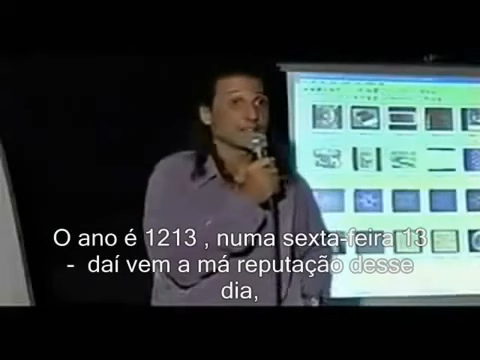 O ano é 1213 , numa sexta-feira 13
-  daí vem a má reputação desse
dia,